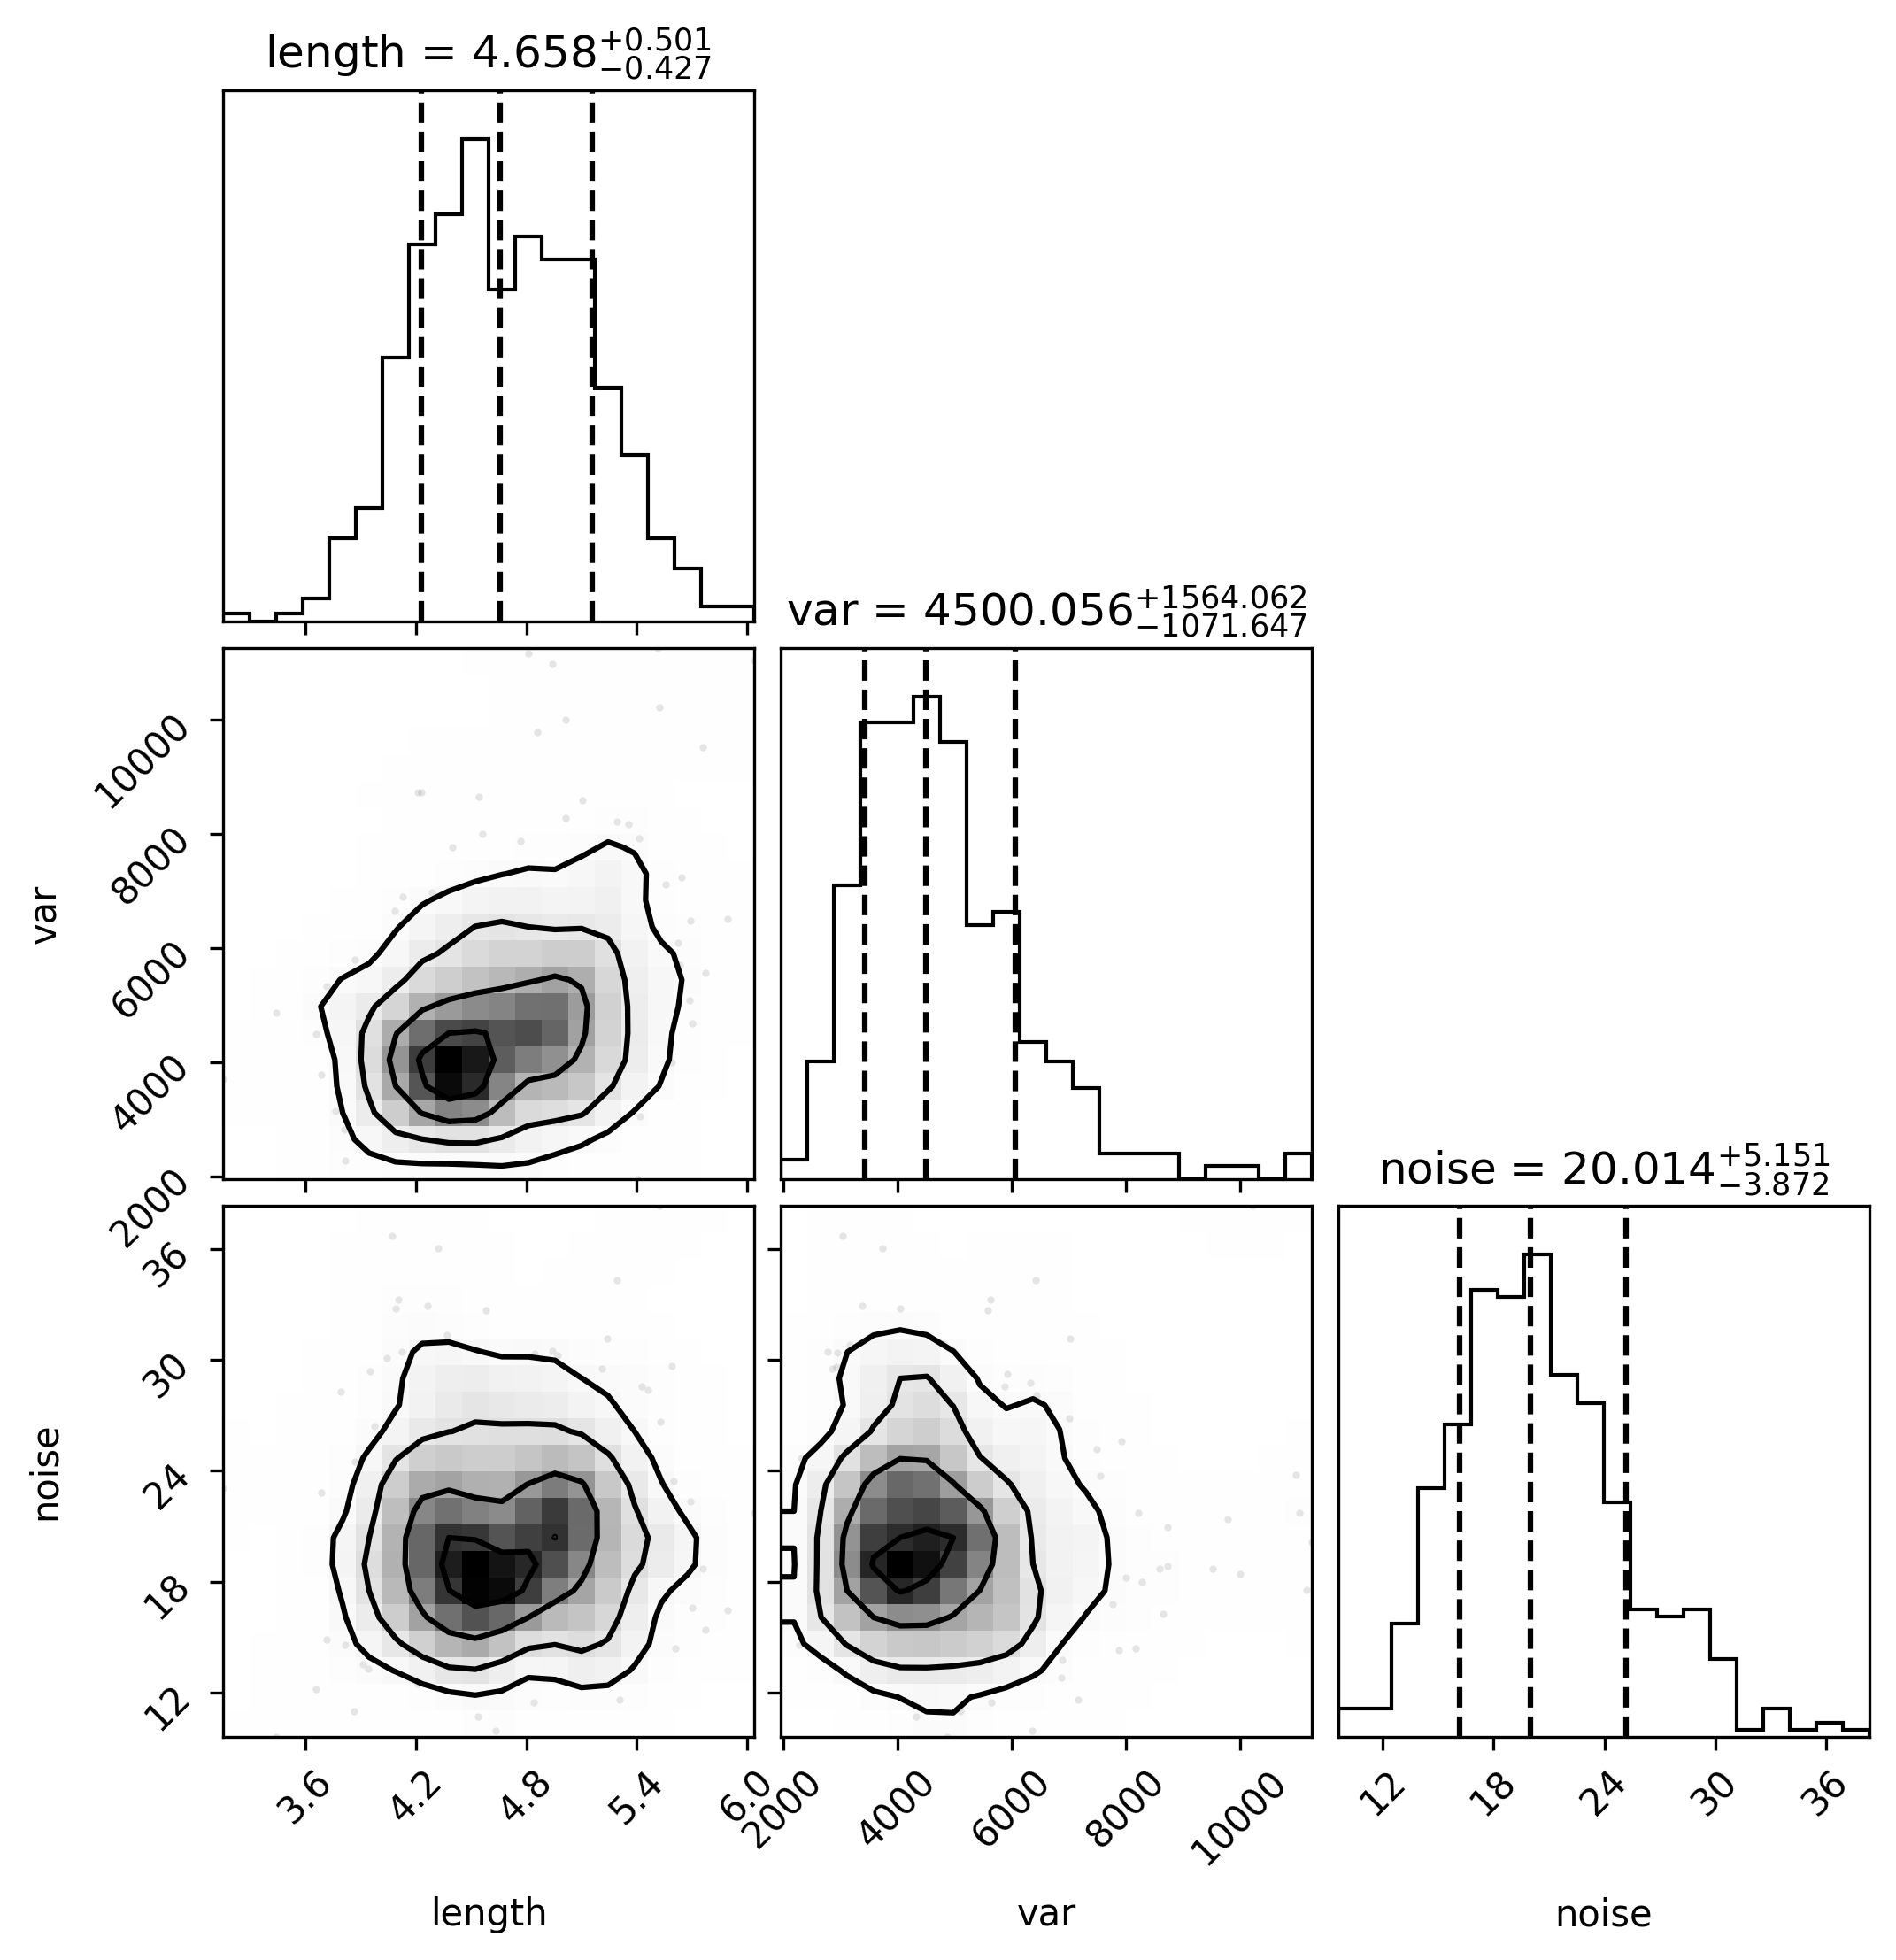 length = 4.658+0.501−0.427
var = 4500.056+1564.062−1071.647
10000
8000
6000
4000
2000
var
noise = 20.014+5.151−3.872
36
30
24
18
12
noise
3.6 4.2 4.8 5.4 6.0
2000 4000 6000 8000 10000
12 18 24 30 36
length
var
noise